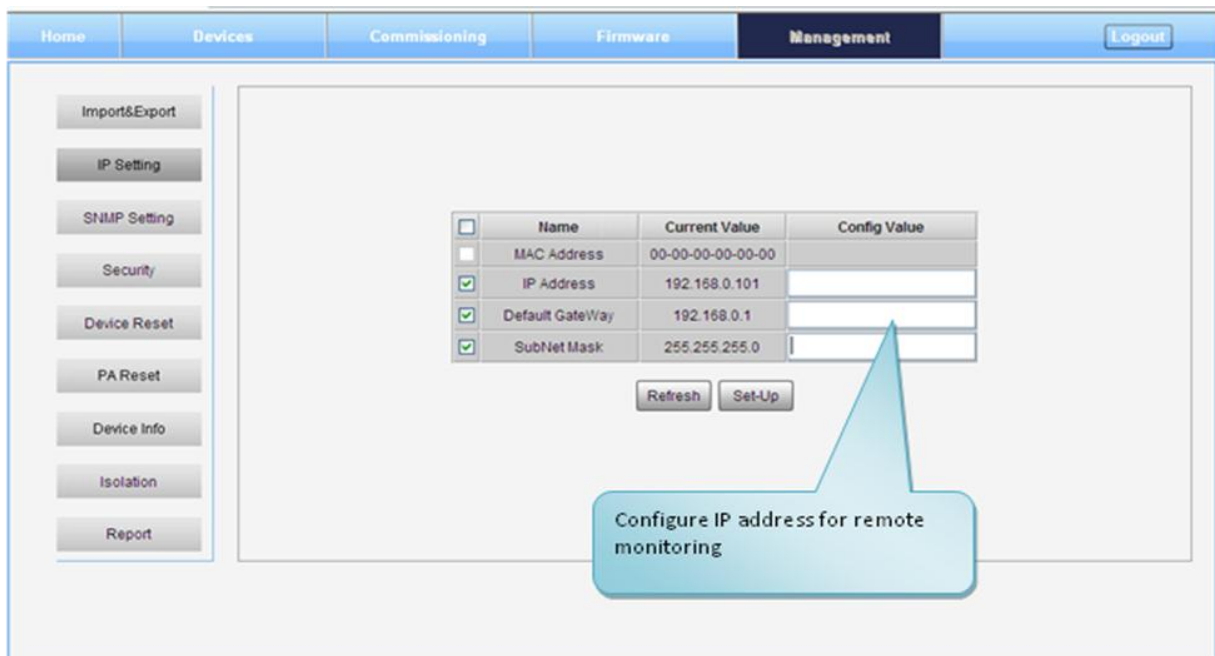 Home Devices Commissioning Firmware Management Logout
Import&Export
IP Setting
SNMP Setting
Security
Device Reset
PA Reset
Device Info
Isolation
Report
Name Current Value Config Value
MAC Address 00-00-00-00-00-00
IP Address 192.168.0.101
Default GateWay 192.168.0.1
SubNet Mask 255.255.255.0
Refresh Set-Up
Configure IP address for remote
monitoring